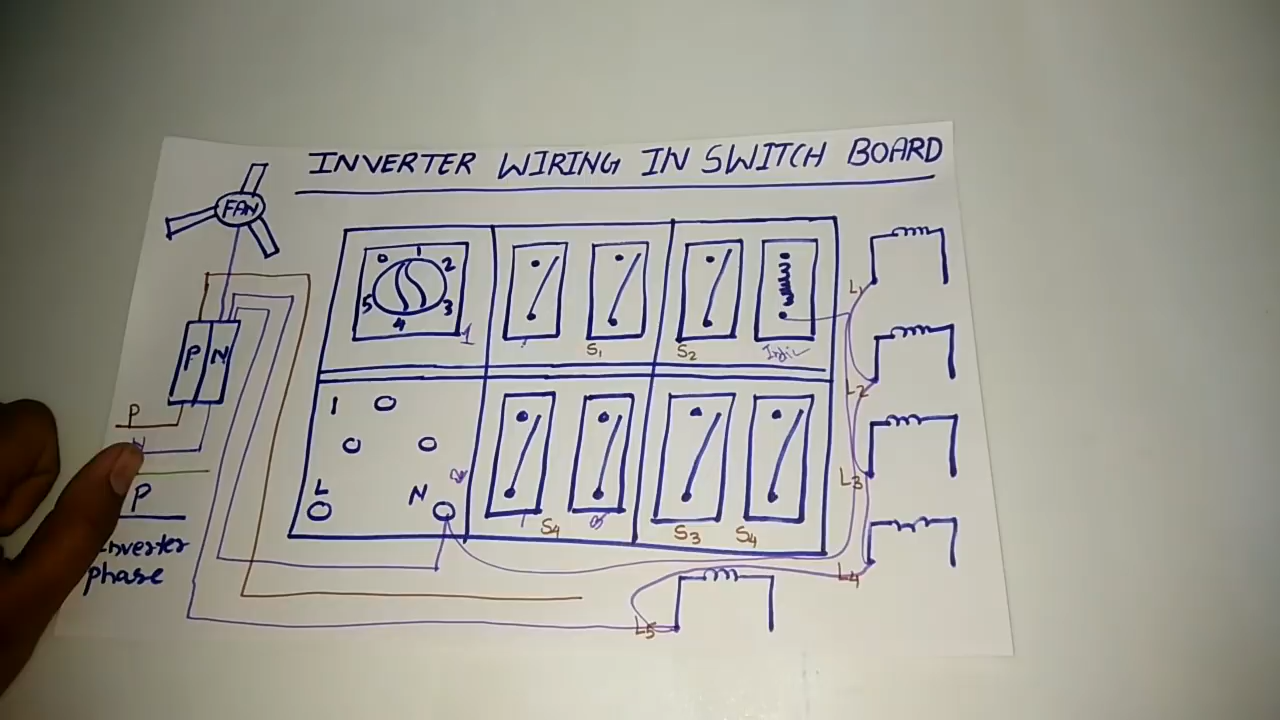 INVERTER WIRING IN SWITCH BOARD
FAN
0 1 2
5 4 3
1
P N
S1
S2
Indi
L1
L2
L3
L4
L5
P
N
P
Inverter
phase
1
L
N
S4
S3
S4